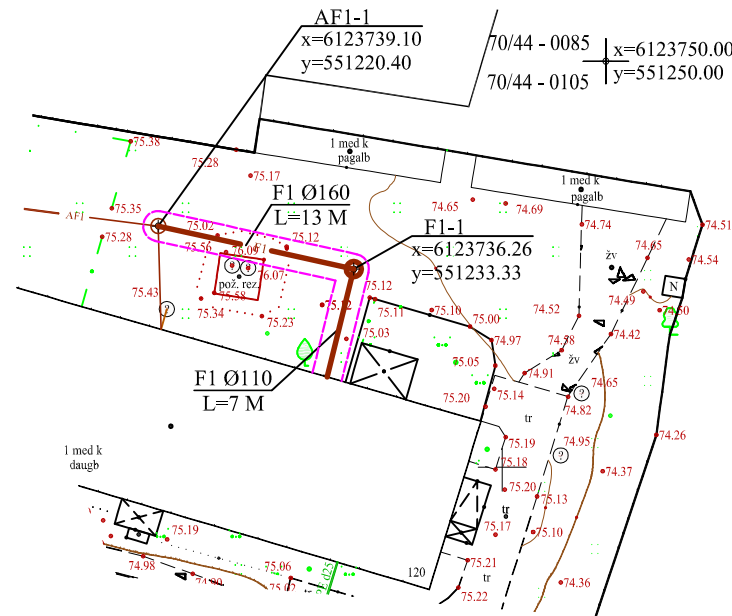 AF1-1
x=6123739.10
y=551220.40
70/44 - 0085
70/44 - 0105
x=6123750.00
y=551250.00
75.38
75.28
1 med k
pagalb
75.17
1 med k
pagalb
F1 Ø160
L=13 M
74.65
74.69
F1-1
x=6123736.26
y=551233.33
AF1
75.35
75.28
75.02
75.56
76.09
F1
75.12
74.74
74.51
74.65
74.54
žv
pož. rez.
6.07
75.43
75.58
75.34
75.23
75.12
75.12
75.11
75.10
75.00
74.52
74.49
N
74.50
?
75.03
74.97
74.58
74.42
žv
75.05
74.91
74.65
F1 Ø110
L=7 M
75.14
75.20
74.82
?
tr
74.26
1 med k
daugb
75.19
74.95
?
75.18
74.37
75.20
75.13
tr
75.19
75.17
75.10
74.98
75.06
120
75.21
tr
75.22
74.36